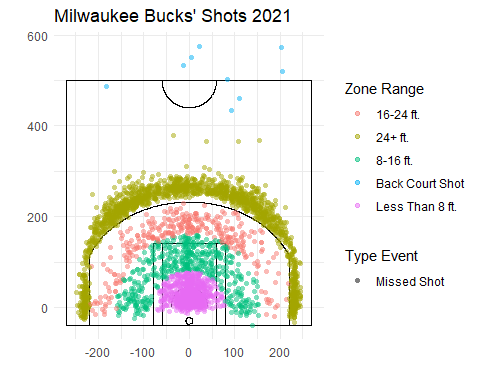 Milwaukee Bucks' Shots 2021
600
400
200
0
-200
-100
0
100
200
Zone Range
16-24 ft.
24+ ft.
8-16 ft.
Back Court Shot
Less Than 8 ft.
Type Event
Missed Shot